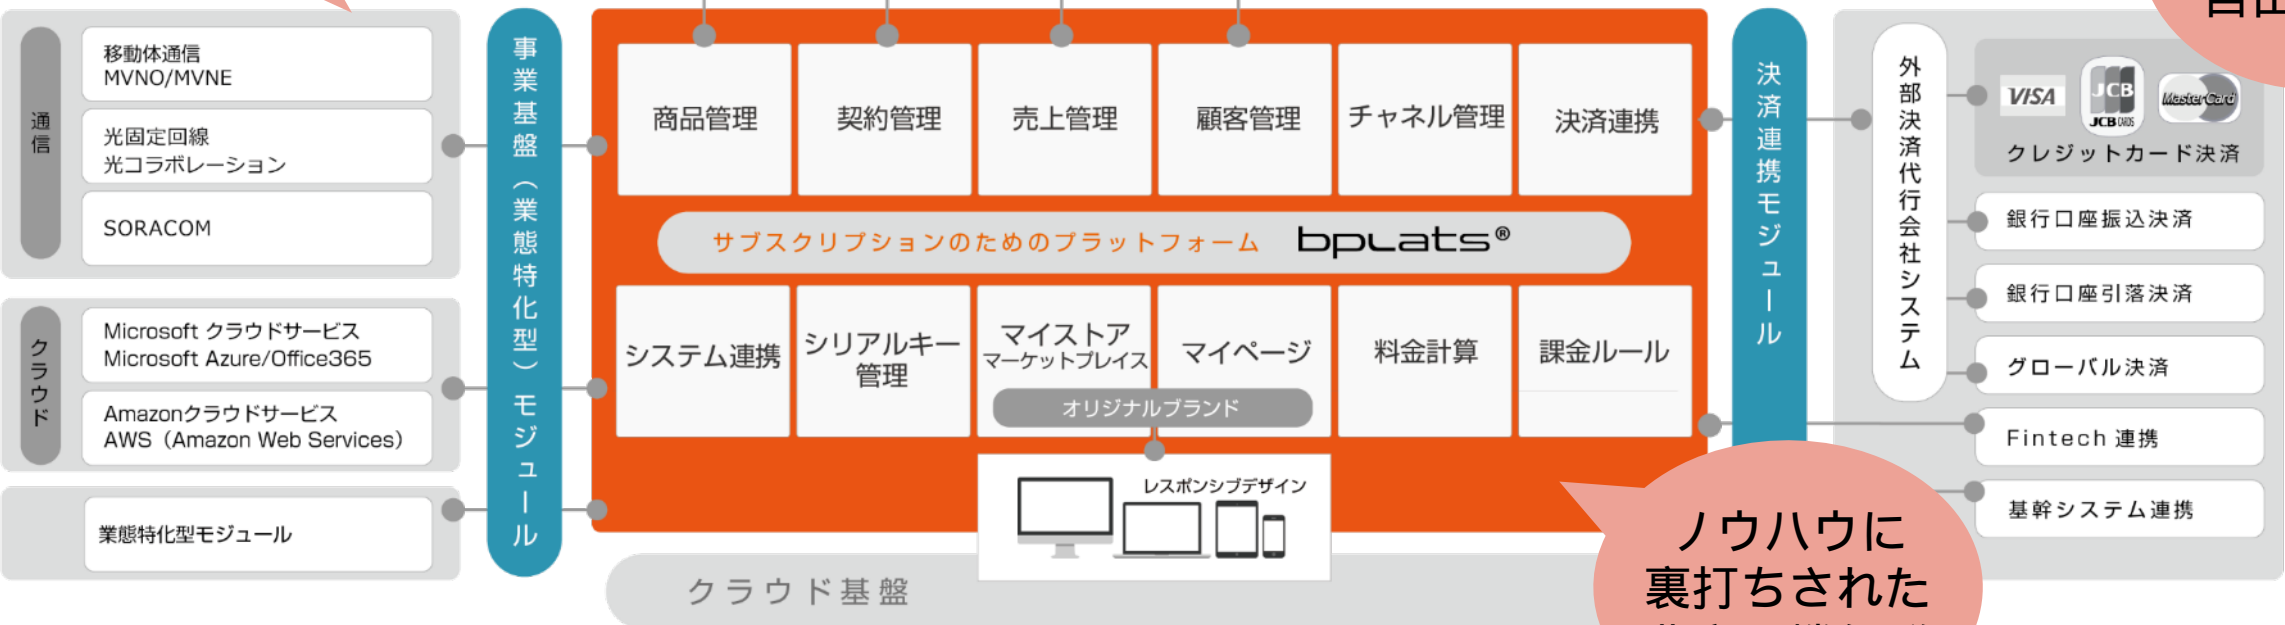 通信
移動体通信
MVNO/MVNE
光固定回線
光コラボレーション
SORACOM
クラウド
Microsoft クラウドサービス
Microsoft Azure/Office365
Amazonクラウドサービス
AWS（Amazon Web Services）
業態特化型モジュール
事業基盤（業態特化型）モジュール
商品管理
契約管理
売上管理
顧客管理
チャネル管理
決済連携
サブスクリプションのためのプラットフォーム bplats®
システム連携
シリアルキー
管理
マイストア
マーケットプレイス
マイページ
オリジナルブランド
料金計算
課金ルール
レスポンシブデザイン
クラウド基盤
決済連携モジュール
外部決済代行会社システム
VISA
JCB
JCB CARDS
MasterCard
クレジットカード決済
銀行口座振込決済
銀行口座引落決済
グローバル決済
Fintech 連携
基幹システム連携
ノウハウに
裏打ちされた